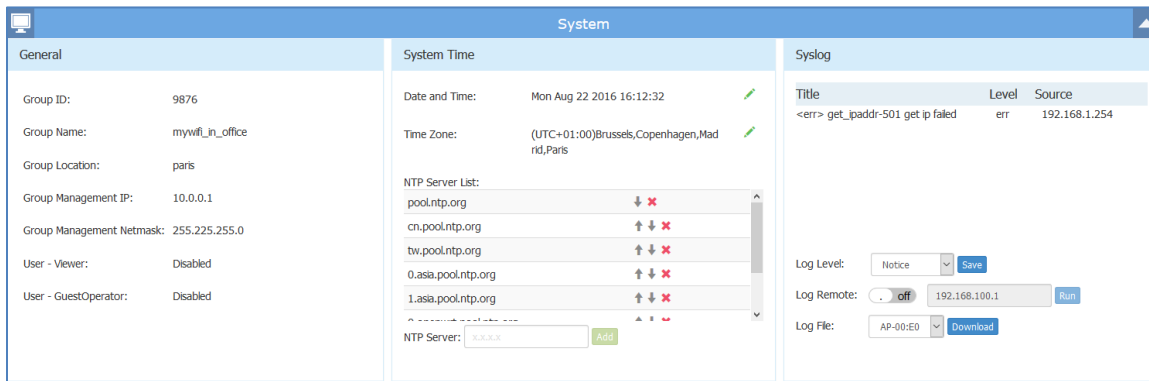 System
General
Group ID: 9876
Group Name: mywifi_in_office
Group Location: paris
Group Management IP: 10.0.0.1
Group Management Netmask: 255.225.255.0
User - Viewer: Disabled
User - GuestOperator: Disabled
System Time
Date and Time: Mon Aug 22 2016 16:12:32
Time Zone: (UTC+01:00)Brussels,Copenhagen,Mad
rid,Paris
NTP Server List:
pool.ntp.org
cn.pool.ntp.org
tw.pool.ntp.org
0.asia.pool.ntp.org
1.asia.pool.ntp.org
NTP Server: x.x.x.x Add
Syslog
Title Level Source
<err> get_ipaddr-501 get ip failed err 192.168.1.254
Log Level: Notice Save
Log Remote: . off 192.168.100.1 Run
Log File: AP-00:E0 Download